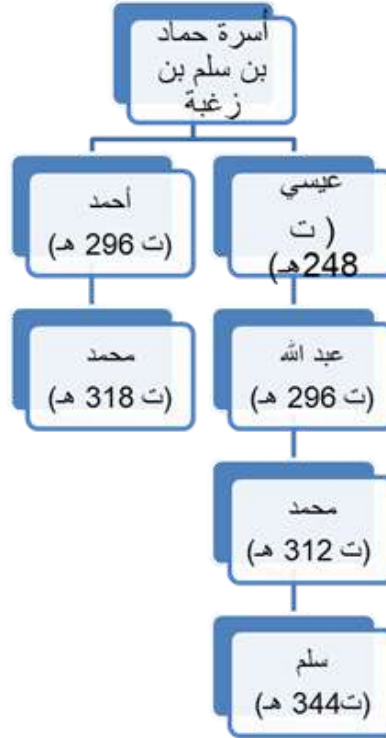 أسرة حماد
بن سلم بن
زغبة
عيسي
( ت
248هـ)
أحمد
(ت 296 هـ)
عبد الله
(ت 296 هـ)
محمد
(ت 318 هـ)
محمد
(ت 312 هـ)
سلم
(ت344 هـ)